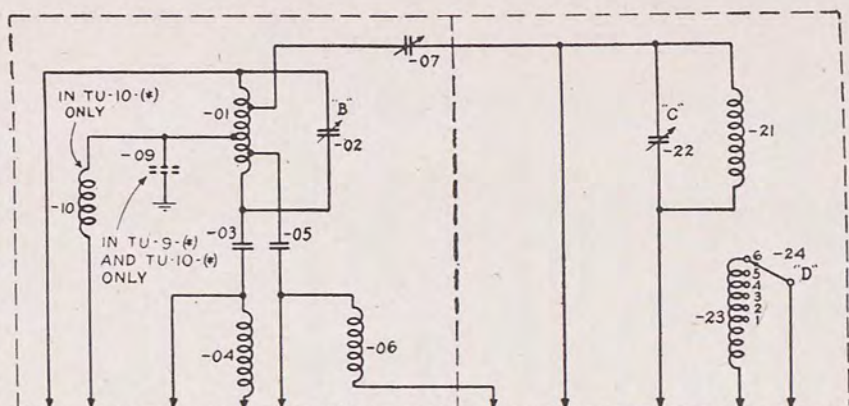 -07
IN TU-10-(*)
ONLY
-01
"B"
-02
"C"
-22
-21
-09
-10
-03
-05
IN TU-9-(*)
AND TU-10-(*)
ONLY
6
-24
5
4
3
2
1
"D"
-23
-04
-06